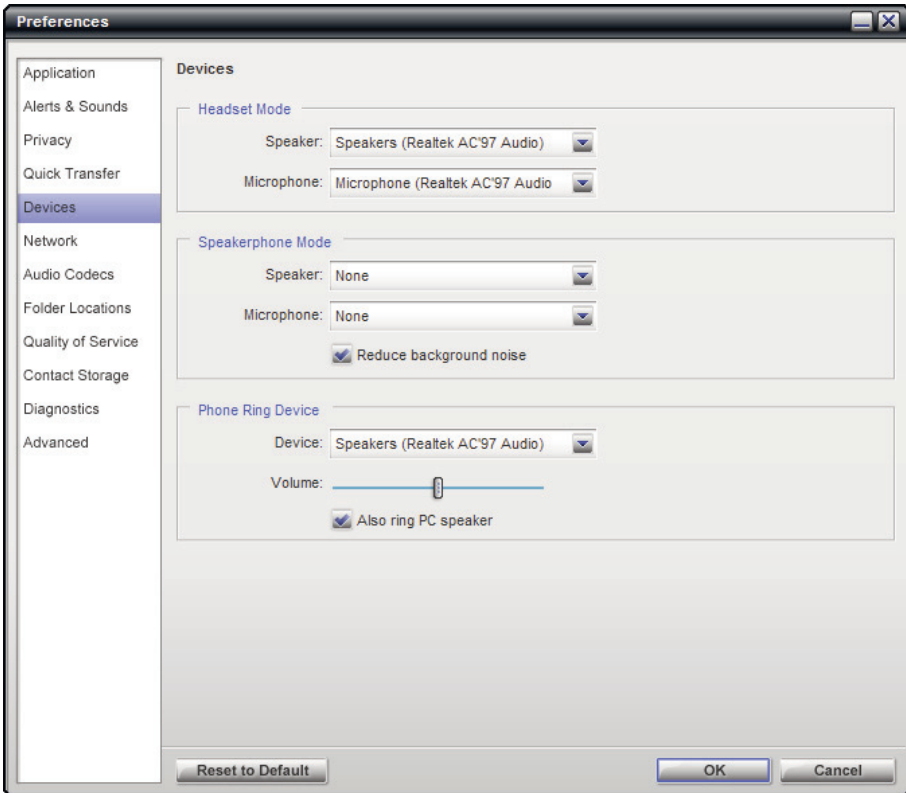 Preferences
Application
Alerts & Sounds
Privacy
Quick Transfer
Devices
Network
Audio Codecs
Folder Locations
Quality of Service
Contact Storage
Diagnostics
Advanced
Devices
Headset Mode
Speaker: Speakers (Realtek AC'97 Audio)
Microphone: Microphone (Realtek AC'97 Audio
Speakerphone Mode
Speaker: None
Microphone: None
Reduce background noise
Phone Ring Device
Device: Speakers (Realtek AC'97 Audio)
Volume:
Also ring PC speaker
Reset to Default
OK
Cancel